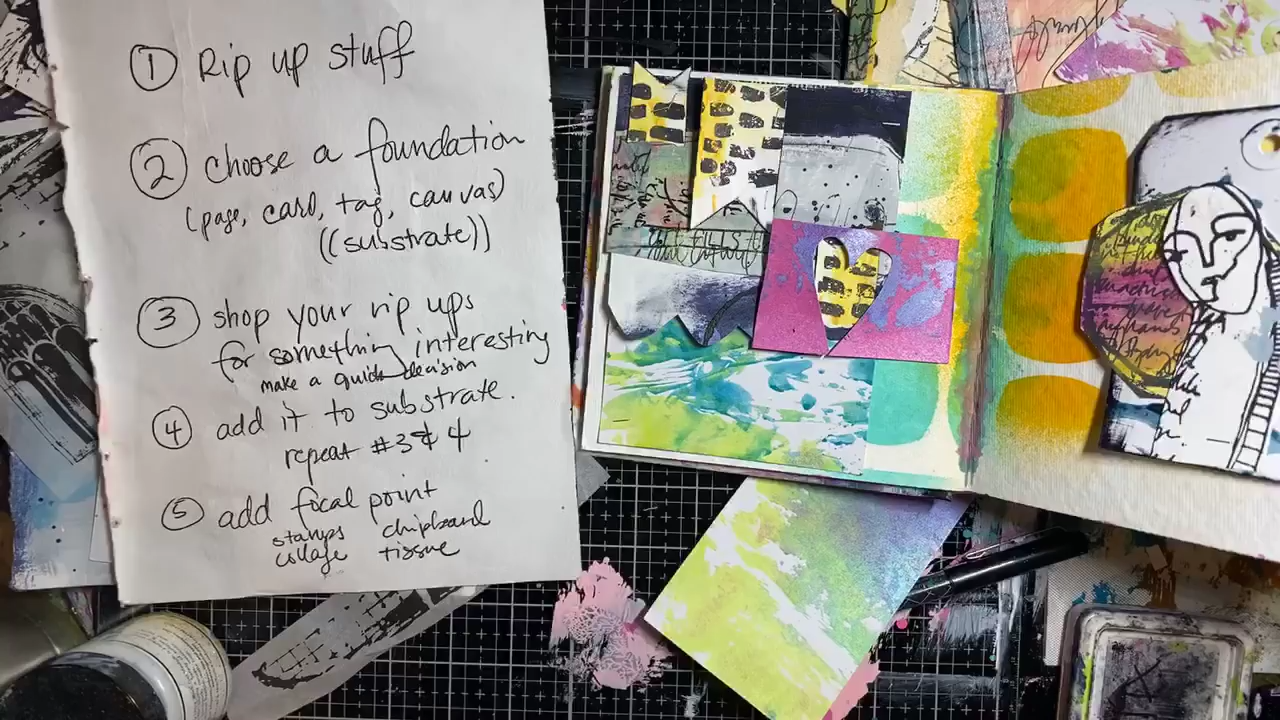 ① Rip up stuff
② choose a foundation
(page, card, tag, canvas)
((substrate))
③ shop your rip ups
for something interesting
make a quick decision
④ add it to substrate.
repeat #3 & 4
⑤ add focal point
stamps chipboard
collage tissue